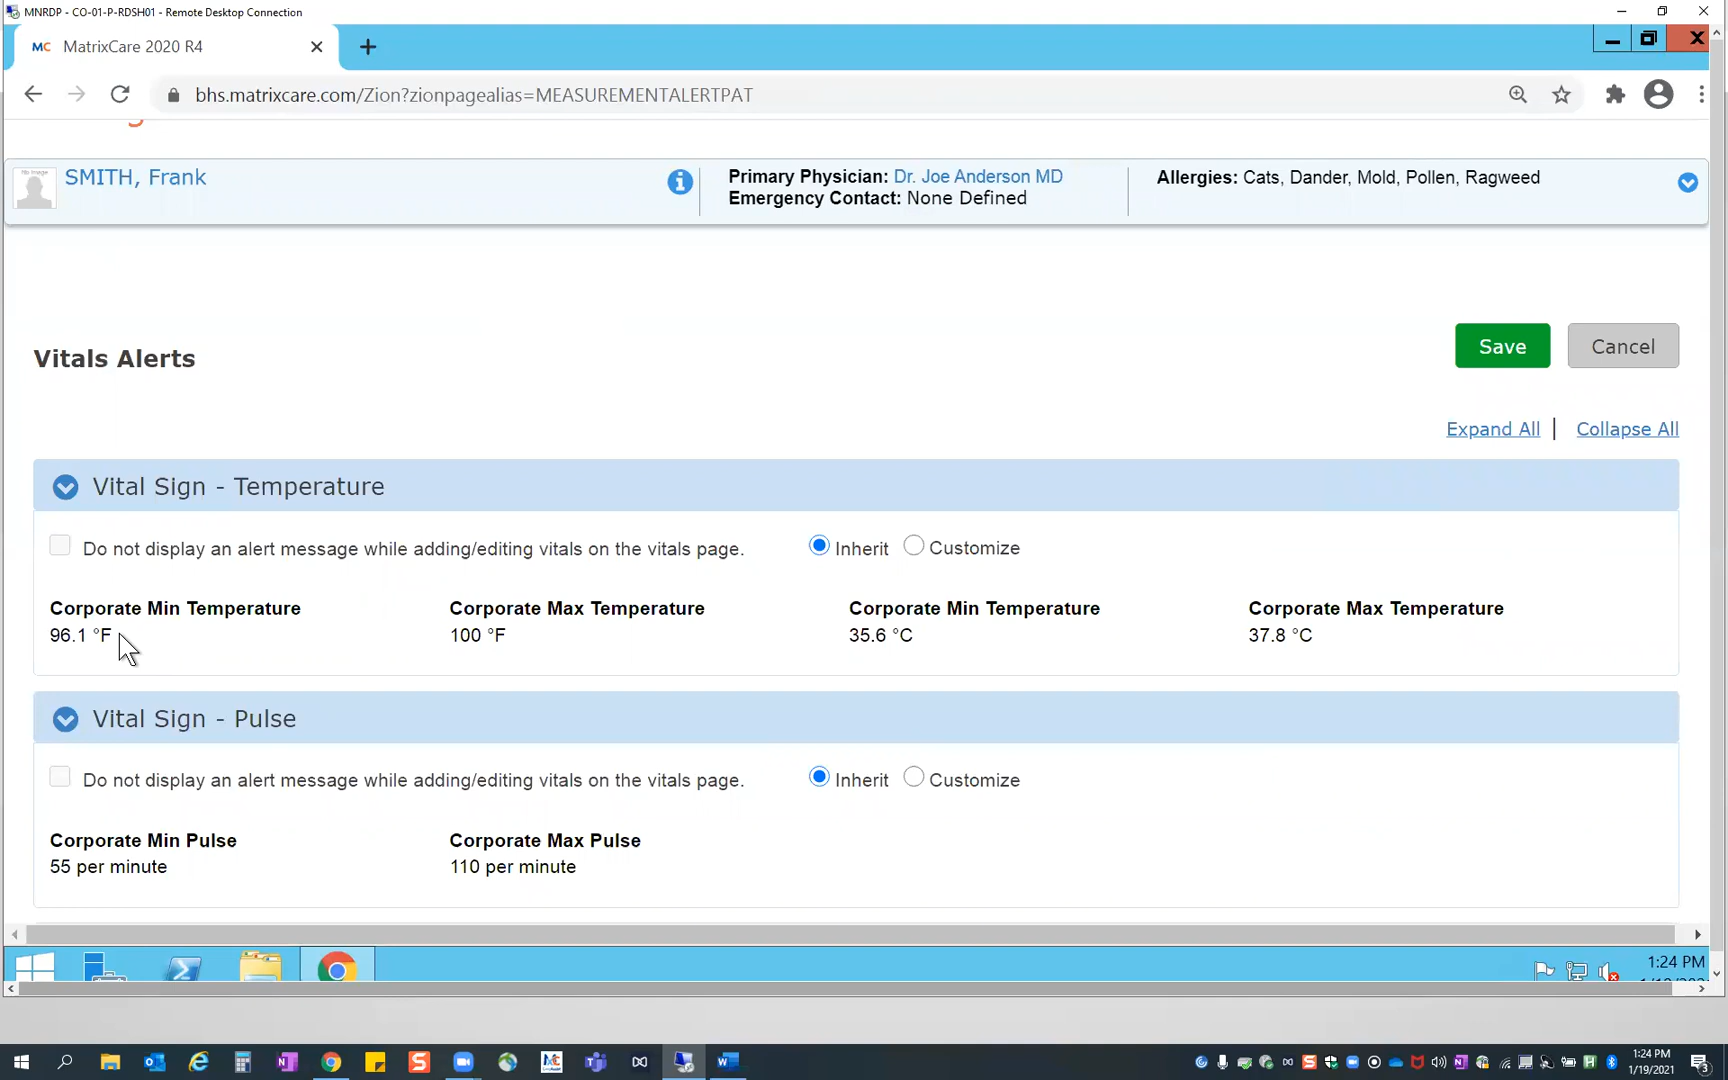 MNRDP - CO-01-P-RDSH01 - Remote Desktop Connection
MC MatrixCare 2020 R4
bhs.matrixcare.com/Zion?zionpagealias=MEASUREMENTALERTPAT
No Image
SMITH, Frank
Primary Physician: Dr. Joe Anderson MD
Emergency Contact: None Defined
Allergies: Cats, Dander, Mold, Pollen, Ragweed
Vitals Alerts
Save Cancel
Expand All | Collapse All
Vital Sign - Temperature
Do not display an alert message while adding/editing vitals on the vitals page. Inherit Customize
Corporate Min Temperature Corporate Max Temperature Corporate Min Temperature Corporate Max Temperature
96.1 °F 100 °F 35.6 °C 37.8 °C
Vital Sign - Pulse
Do not display an alert message while adding/editing vitals on the vitals page. Inherit Customize
Corporate Min Pulse Corporate Max Pulse
55 per minute 110 per minute
1:24 PM
1:24 PM
1/19/2021